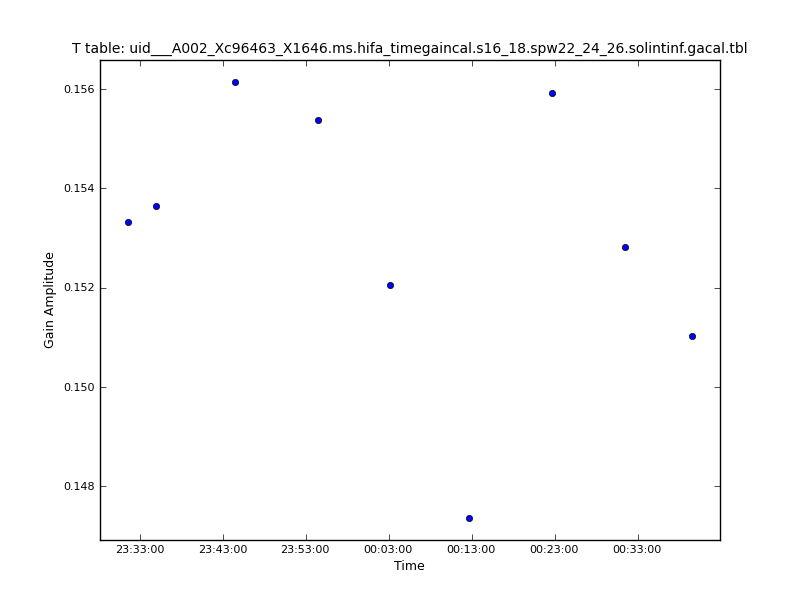 T table: uid___A002_Xc96463_X1646.ms.hifa_timegaincal.s16_18.spw22_24_26.solintinf.gacal.tbl
0.156
0.154
0.152
0.150
0.148
Gain Amplitude
23:33:00 23:43:00 23:53:00 00:03:00 00:13:00 00:23:00 00:33:00
Time